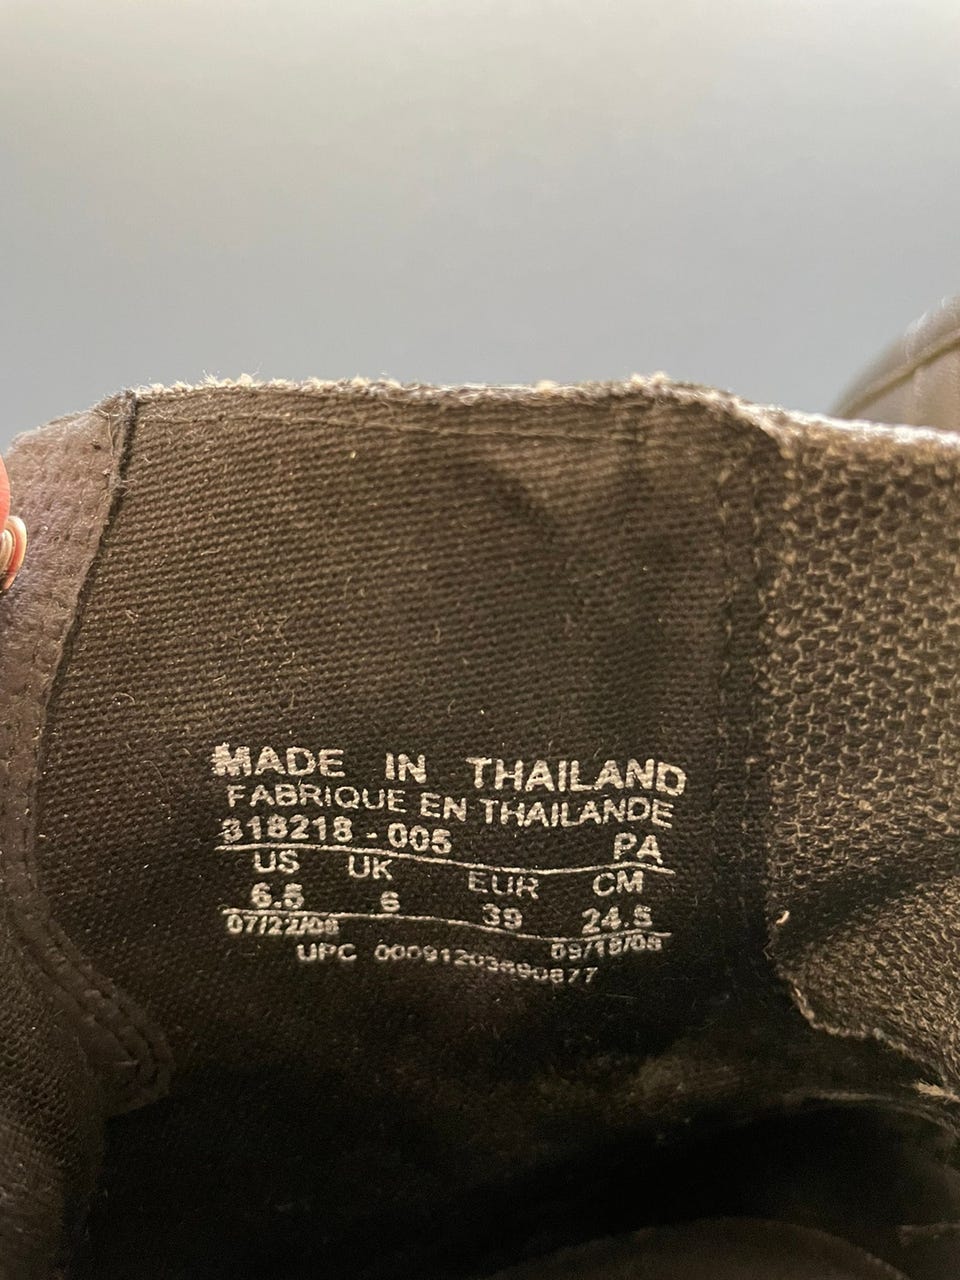 MADE IN THAILAND
FABRIQUE EN THAILANDE
318218 - 005 PA
US UK EUR CM
6.5 6 39 24.5
07/22/08 09/18/08
UPC